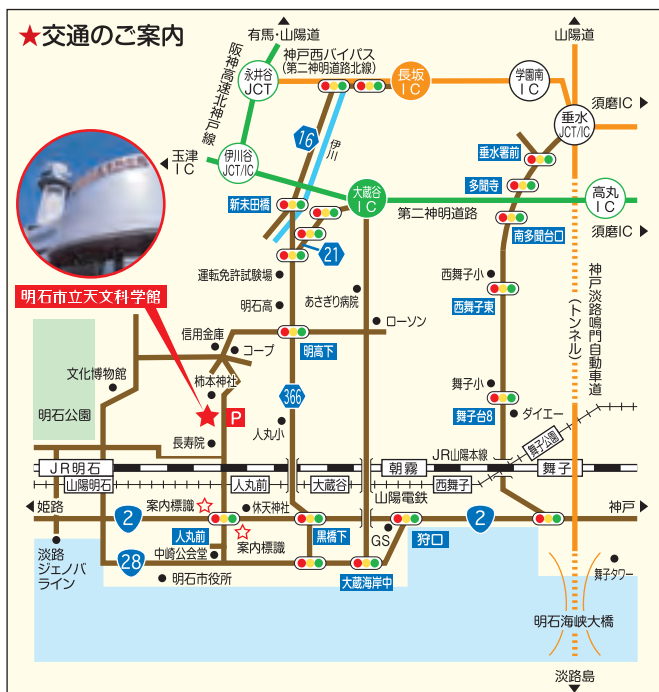 ★交通のご案内
有馬・山陽道
山陽道
神戸西バイパス
(第二神明道路北線)
阪神高速北神戸線
永井谷
JCT
長坂
IC
学園南
IC
須磨IC
垂水
JCT/IC
16
伊川
垂水署前
玉津
IC
伊川谷
JCT/IC
大蔵谷
IC
多聞寺
高丸
IC
新未田橋
第二神明道路
南多聞台口
須磨IC
21
運転免許試験場
西舞子小
明石市立天文科学館
あさぎり病院
明石高
西舞子東
神戸淡路鳴門自動車道
(トンネル)
ローソン
信用金庫
明高下
コープ
文化博物館
柿本神社
舞子小
366
明石公園
P
舞子台8
ダイエー
人丸小
長寿院
舞子公園
JR山陽本線
JR明石
朝霧
舞子
山陽明石
人丸前
大蔵谷
西舞子
山陽電鉄
姫路
案内標識
休天神社
神戸
2
2
人丸前
案内標識
黒橋下
GS
狩口
淡路
ジェノバ
ライン
中崎公会堂
28
明石市役所
大蔵海岸中
舞子タワー
明石海峡大橋
淡路島